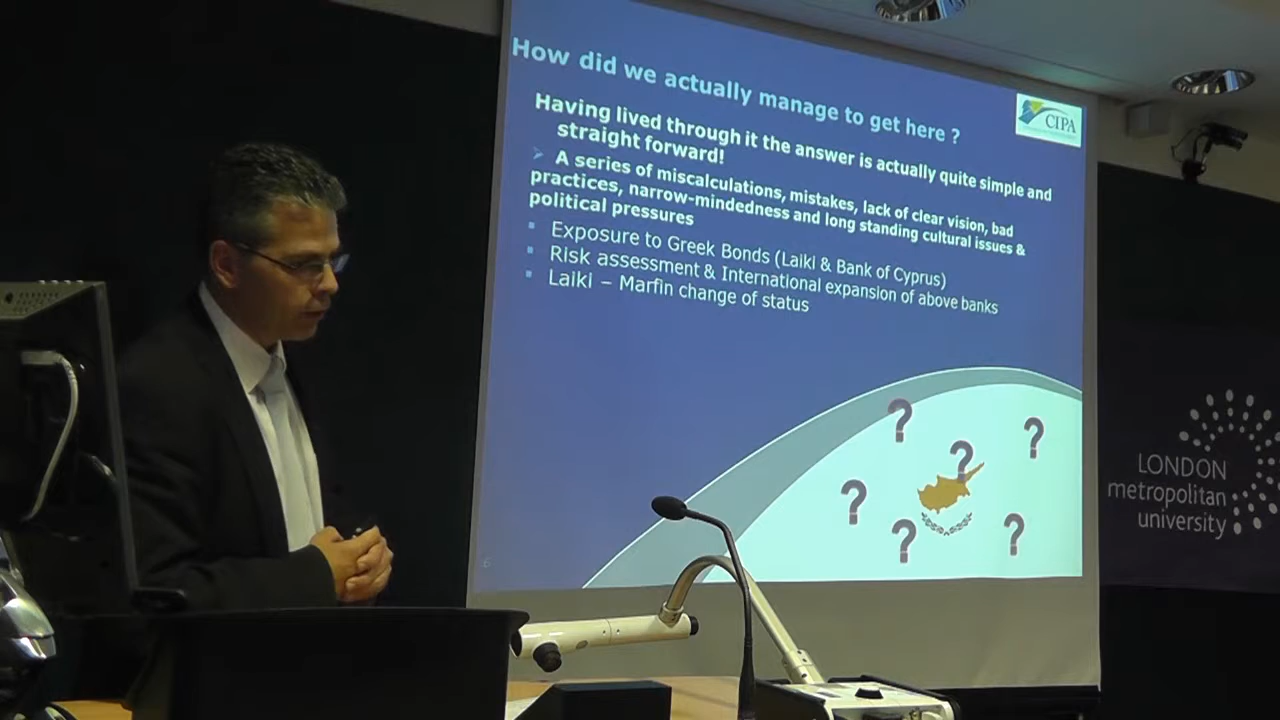 How did we actually manage to get here ?
CIPA
Having lived through it the answer is actually quite simple and
straight forward!
A series of miscalculations, mistakes, lack of clear vision, bad
practices, narrow-mindedness and long standing cultural issues &
political pressures
Exposure to Greek Bonds (Laiki & Bank of Cyprus)
Risk assessment & International expansion of above banks
Laiki – Marfin change of status
? ? ? ? ? ?
6
LONDON
metropolitan
university